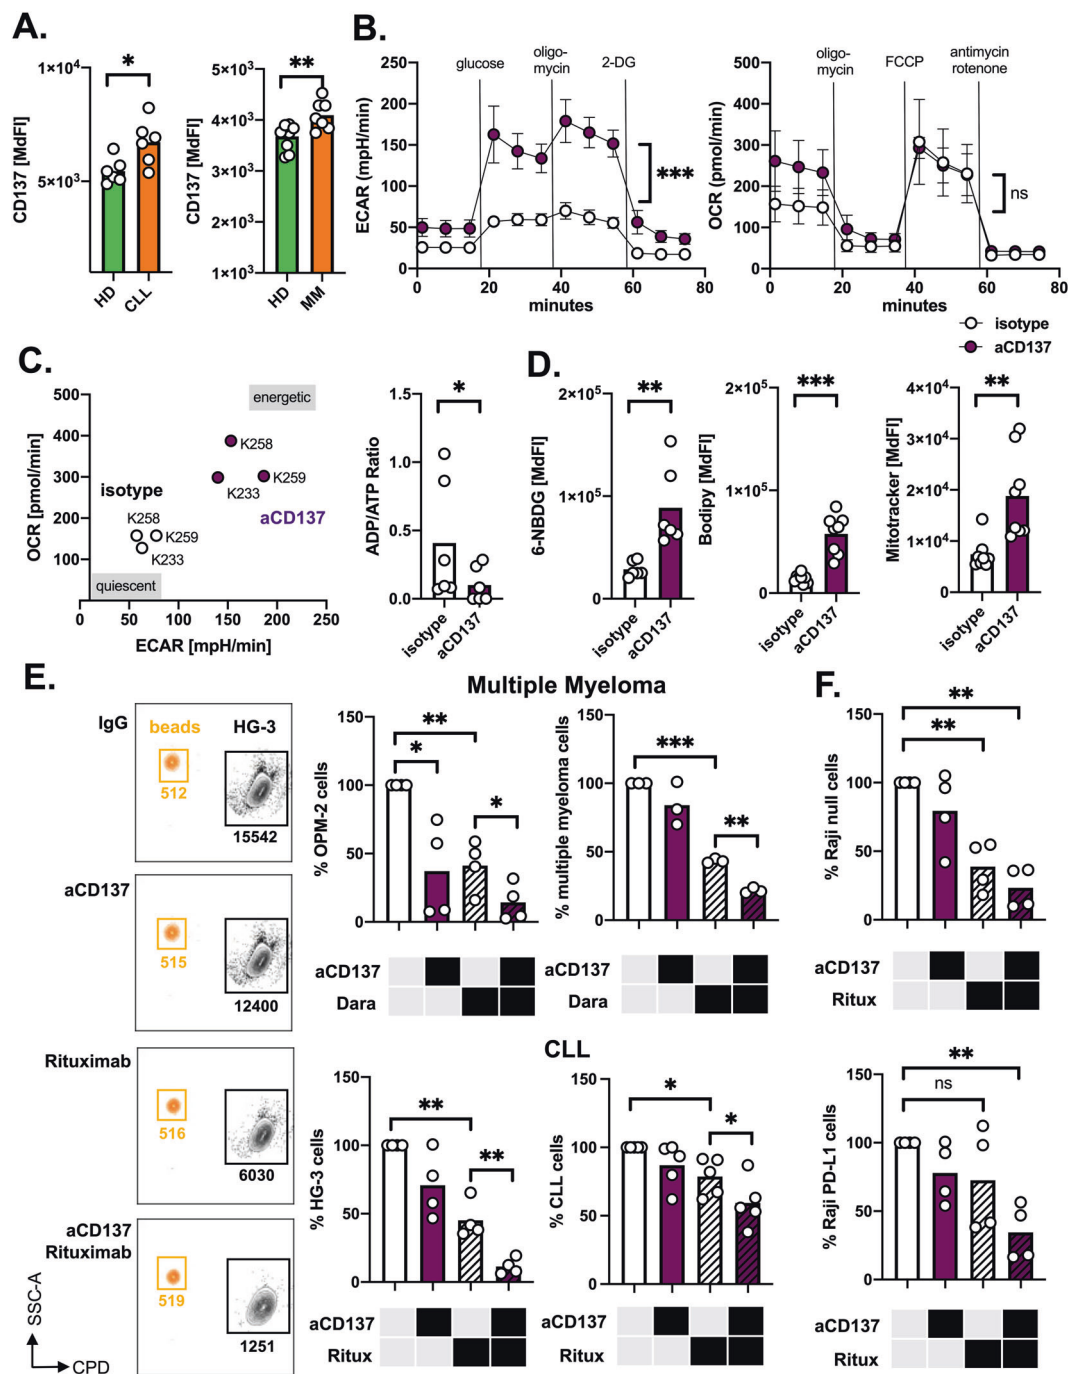 A.
CD137 [MdFI]
1×10⁴
5×10³
*
HD
CLL
CD137 [MdFI]
5×10³
4×10³
3×10³
2×10³
1×10³
**
HD
MM
B.
ECAR (mpH/min)
250
200
150
100
50
0
glucose
oligo-
mycin
2-DG
***
0
20
40
60
80
minutes
OCR (pmol/min)
500
400
300
200
100
0
oligo-
mycin
FCCP
antimycin
rotenone
ns
0
20
40
60
80
minutes
isotype
aCD137
C.
OCR [pmol/min]
500
400
300
200
100
energetic
K258
K259
K233
isotype
aCD137
K258
K259
K233
quiescent
0
50
100
150
200
250
ECAR [mpH/min]
ADP/ATP Ratio
1.5
1.0
0.5
0.0
*
isotype
aCD137
D.
6-NBDG [MdFI]
2×10⁵
1×10⁵
0
**
isotype
aCD137
Bodipy [MdFI]
2×10⁵
1×10⁵
0
***
isotype
aCD137
Mitotracker [MdFI]
4×10⁴
3×10⁴
2×10⁴
1×10⁴
0
**
isotype
aCD137
E.
IgG
beads
HG-3
512
15542
aCD137
515
12400
Rituximab
516
6030
aCD137
Rituximab
519
1251
SSC-A
CPD
Multiple Myeloma
% OPM-2 cells
150
100
50
0
**
*
*
aCD137
Dara
% multiple myeloma cells
150
100
50
0
***
**
aCD137
Dara
CLL
% HG-3 cells
150
100
50
0
**
**
aCD137
Ritux
% CLL cells
150
100
50
0
*
*
aCD137
Ritux
F.
% Raji null cells
150
100
50
0
**
**
aCD137
Ritux
% Raji PD-L1 cells
150
100
50
0
**
ns
aCD137
Ritux